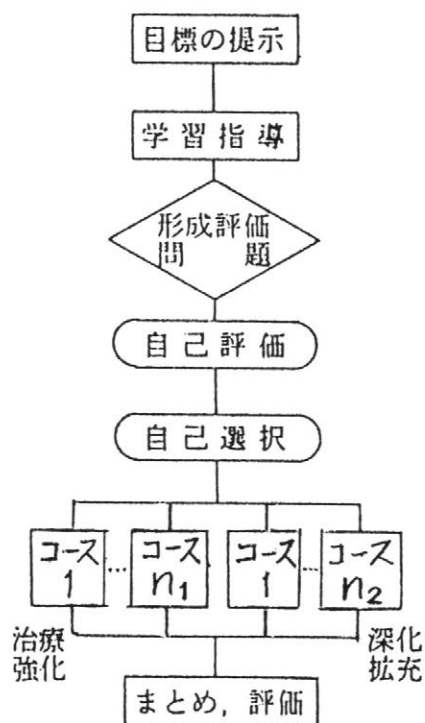 目標の提示
学習指導
形成評価
問題
自己評価
自己選択
コース
1
…
コース
n₁
コース
1
…
コース
n₂
治療
強化
深化
拡充
まとめ，評価